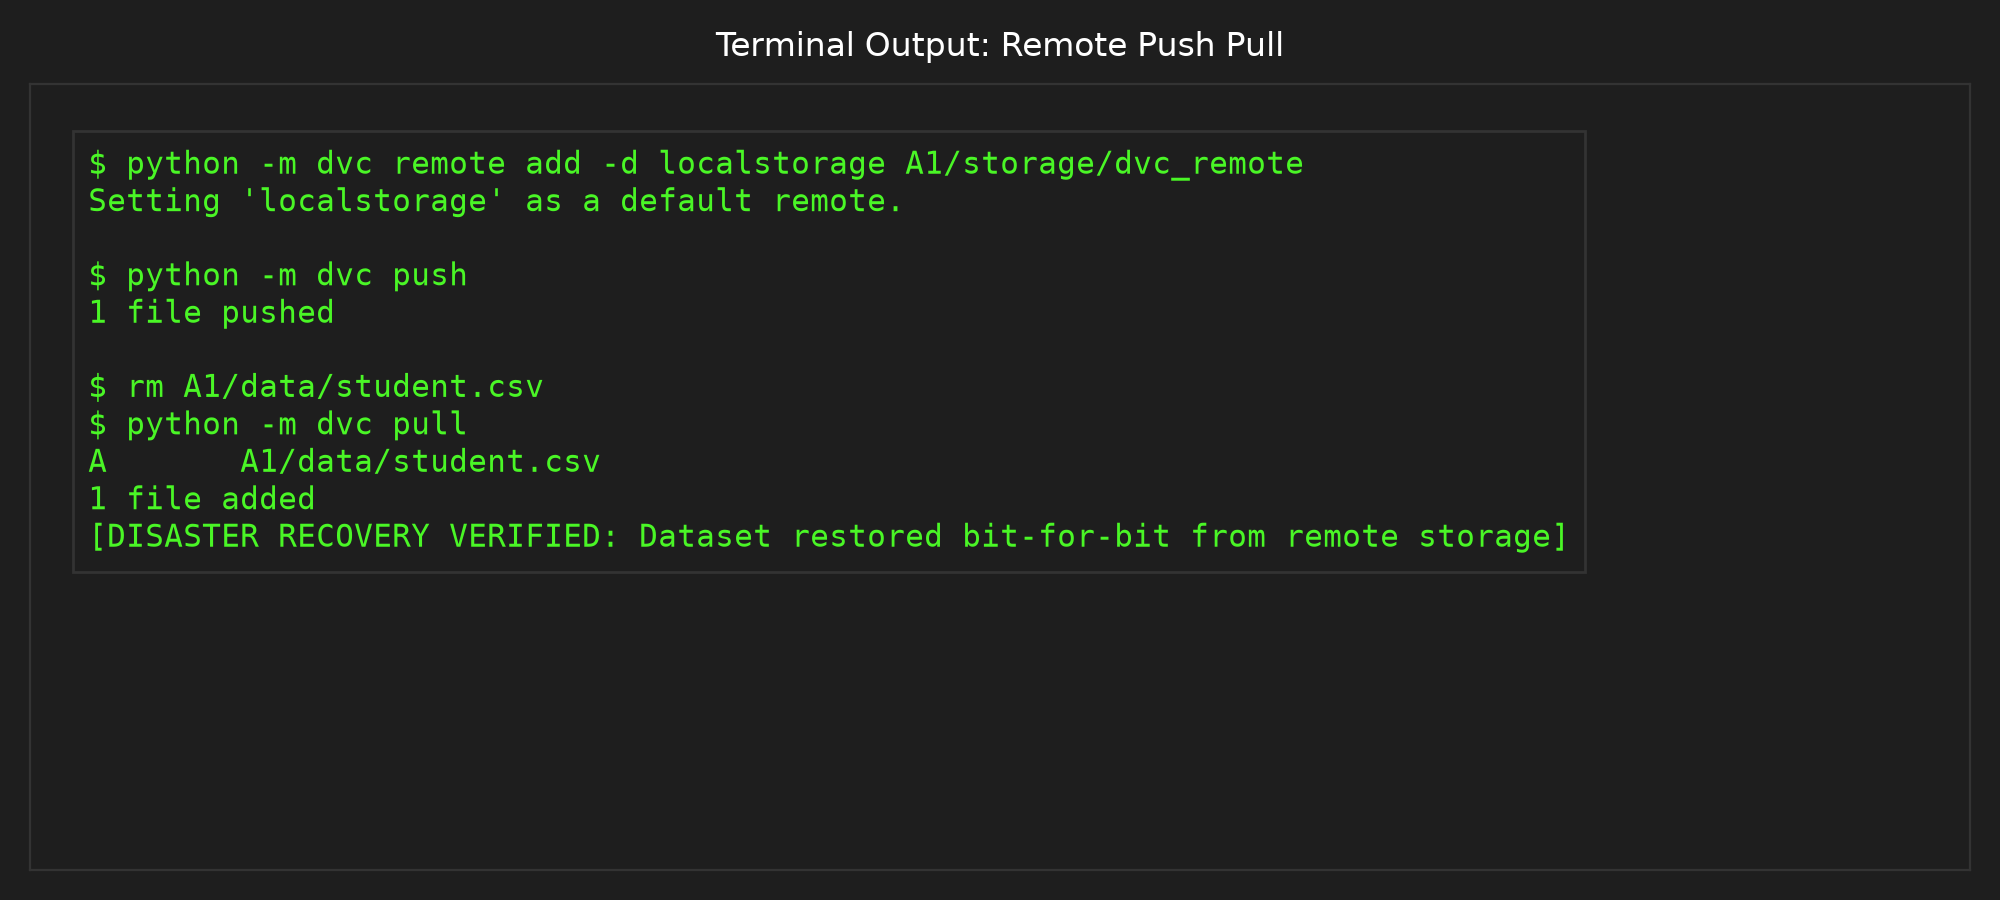 Terminal Output: Remote Push Pull
$ python -m dvc remote add -d localstorage A1/storage/dvc_remote
Setting 'localstorage' as a default remote.
$ python -m dvc push
1 file pushed
$ rm A1/data/student.csv
$ python -m dvc pull
A       A1/data/student.csv
1 file added
[DISASTER RECOVERY VERIFIED: Dataset restored bit-for-bit from remote storage]